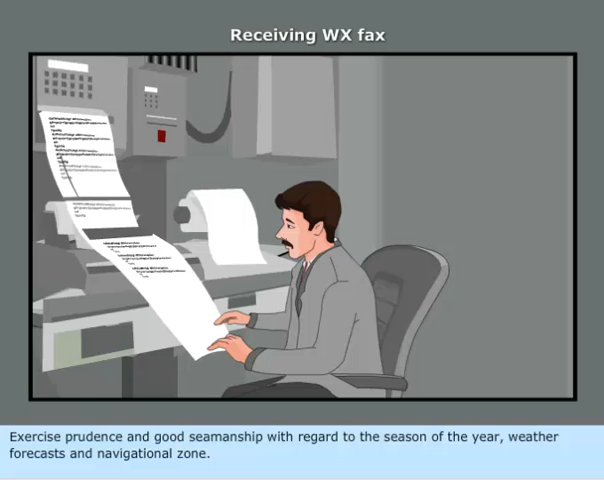 Receiving WX fax
Exercise prudence and good seamanship with regard to the season of the year, weather
forecasts and navigational zone.